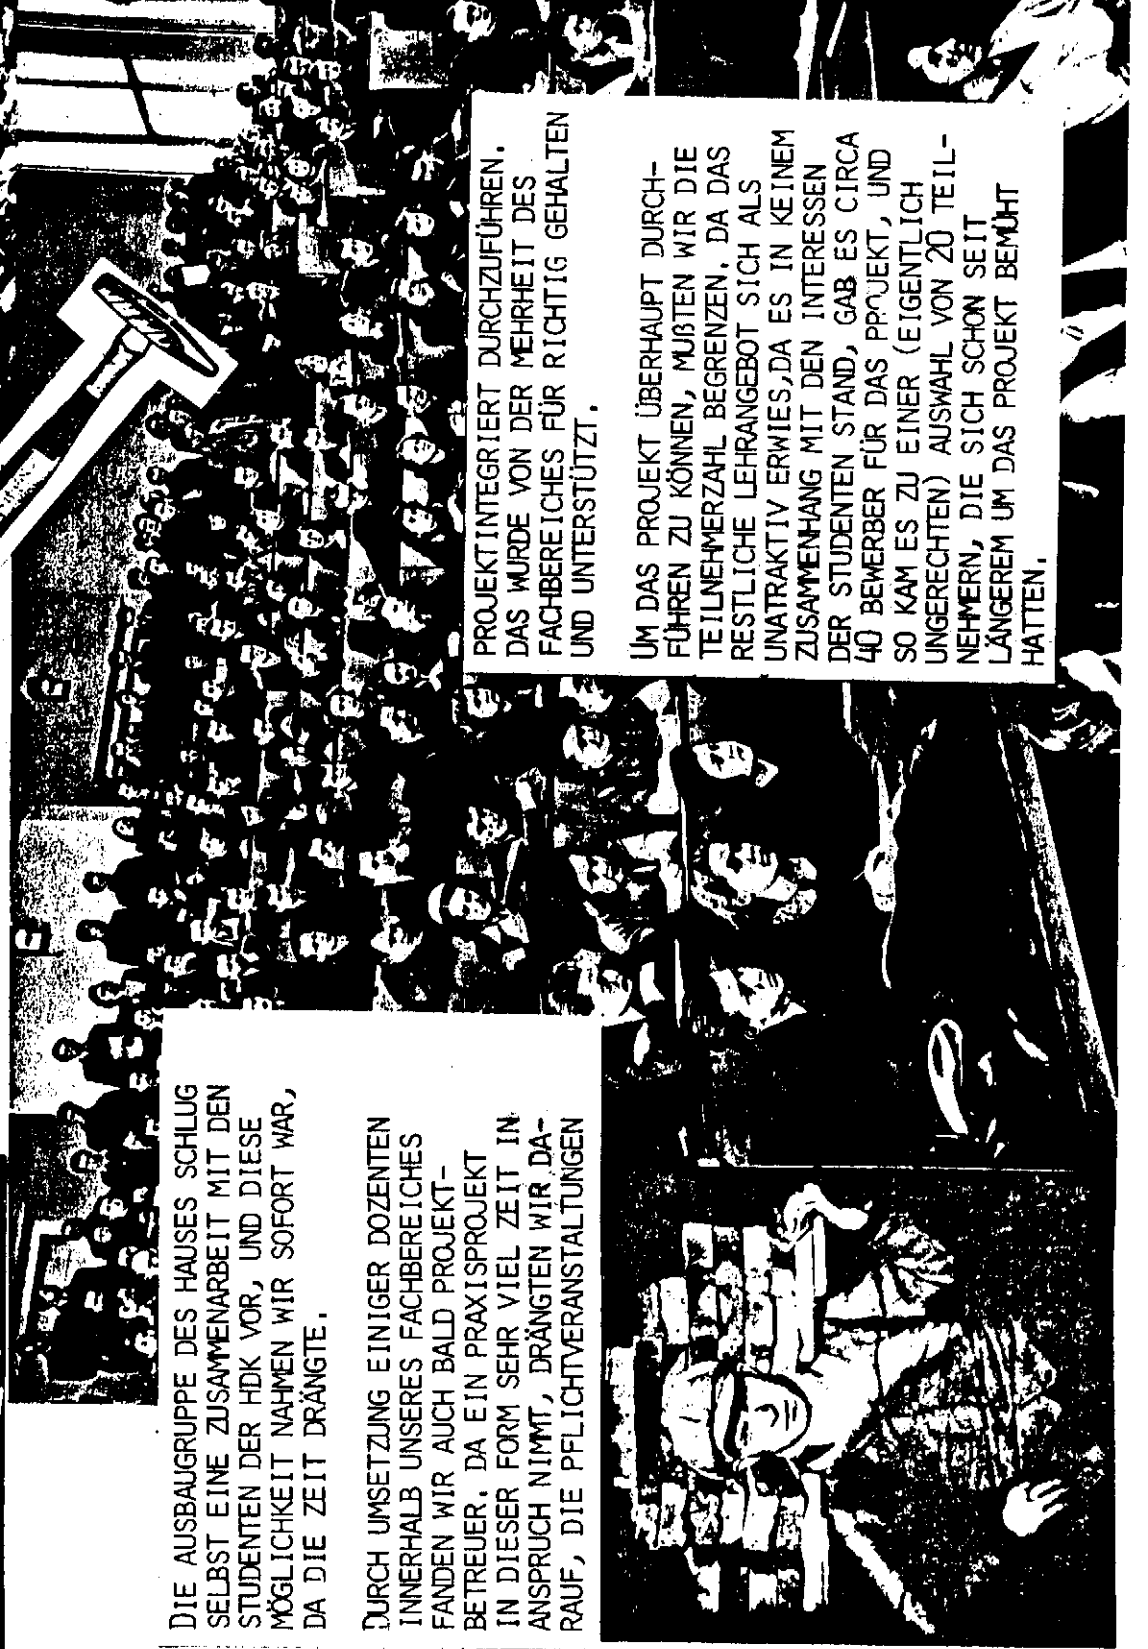 DIE AUSBAUGRUPPE DES HAUSES SCHLUG
SELBST EINE ZUSAMMENARBEIT MIT DEN
STUDENTEN DER HDK VOR, UND DIESE
MÖGLICHKEIT NAHMEN WIR SOFORT WAR,
DA DIE ZEIT DRÄNGTE.
DURCH UMSETZUNG EINIGER DOZENTEN
INNERHALB UNSERES FACHBEREICHES
FANDEN WIR AUCH BALD PROJEKT-
BETREUER. DA EIN PRAXISPROJEKT
IN DIESER FORM SEHR VIEL ZEIT IN
ANSPRUCH NIMMT, DRÄNGTEN WIR DA-
RAUF, DIE PFLICHTVERANSTALTUNGEN
PROJEKTINTEGRIERT DURCHZUFÜHREN.
DAS WURDE VON DER MEHRHEIT DES
FACHBEREICHES FÜR RICHTIG GEHALTEN
UND UNTERSTÜTZT.
UM DAS PROJEKT ÜBERHAUPT DURCH-
FÜHREN ZU KÖNNEN, MUßTEN WIR DIE
TEILNEHMERZAHL BEGRENZEN. DA DAS
RESTLICHE LEHRANGEBOT SICH ALS
UNATRAKTIV ERWIES,DA ES IN KEINEM
ZUSAMMENHANG MIT DEN INTERESSEN
DER STUDENTEN STAND, GAB ES CIRCA
40 BEWERBER FÜR DAS PROJEKT, UND
SO KAM ES ZU EINER (EIGENTLICH
UNGERECHTEN) AUSWAHL VON 20 TEIL-
NEHMERN, DIE SICH SCHON SEIT
LÄNGEREM UM DAS PROJEKT BEMÜHT
HATTEN.